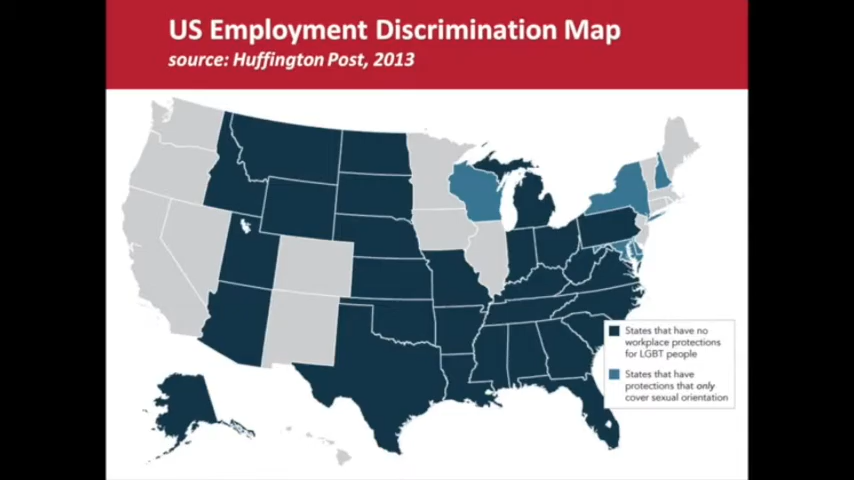 US Employment Discrimination Map
source: Huffington Post, 2013
States that have no
workplace protections
for LGBT people
States that have
protections that only
cover sexual orientation